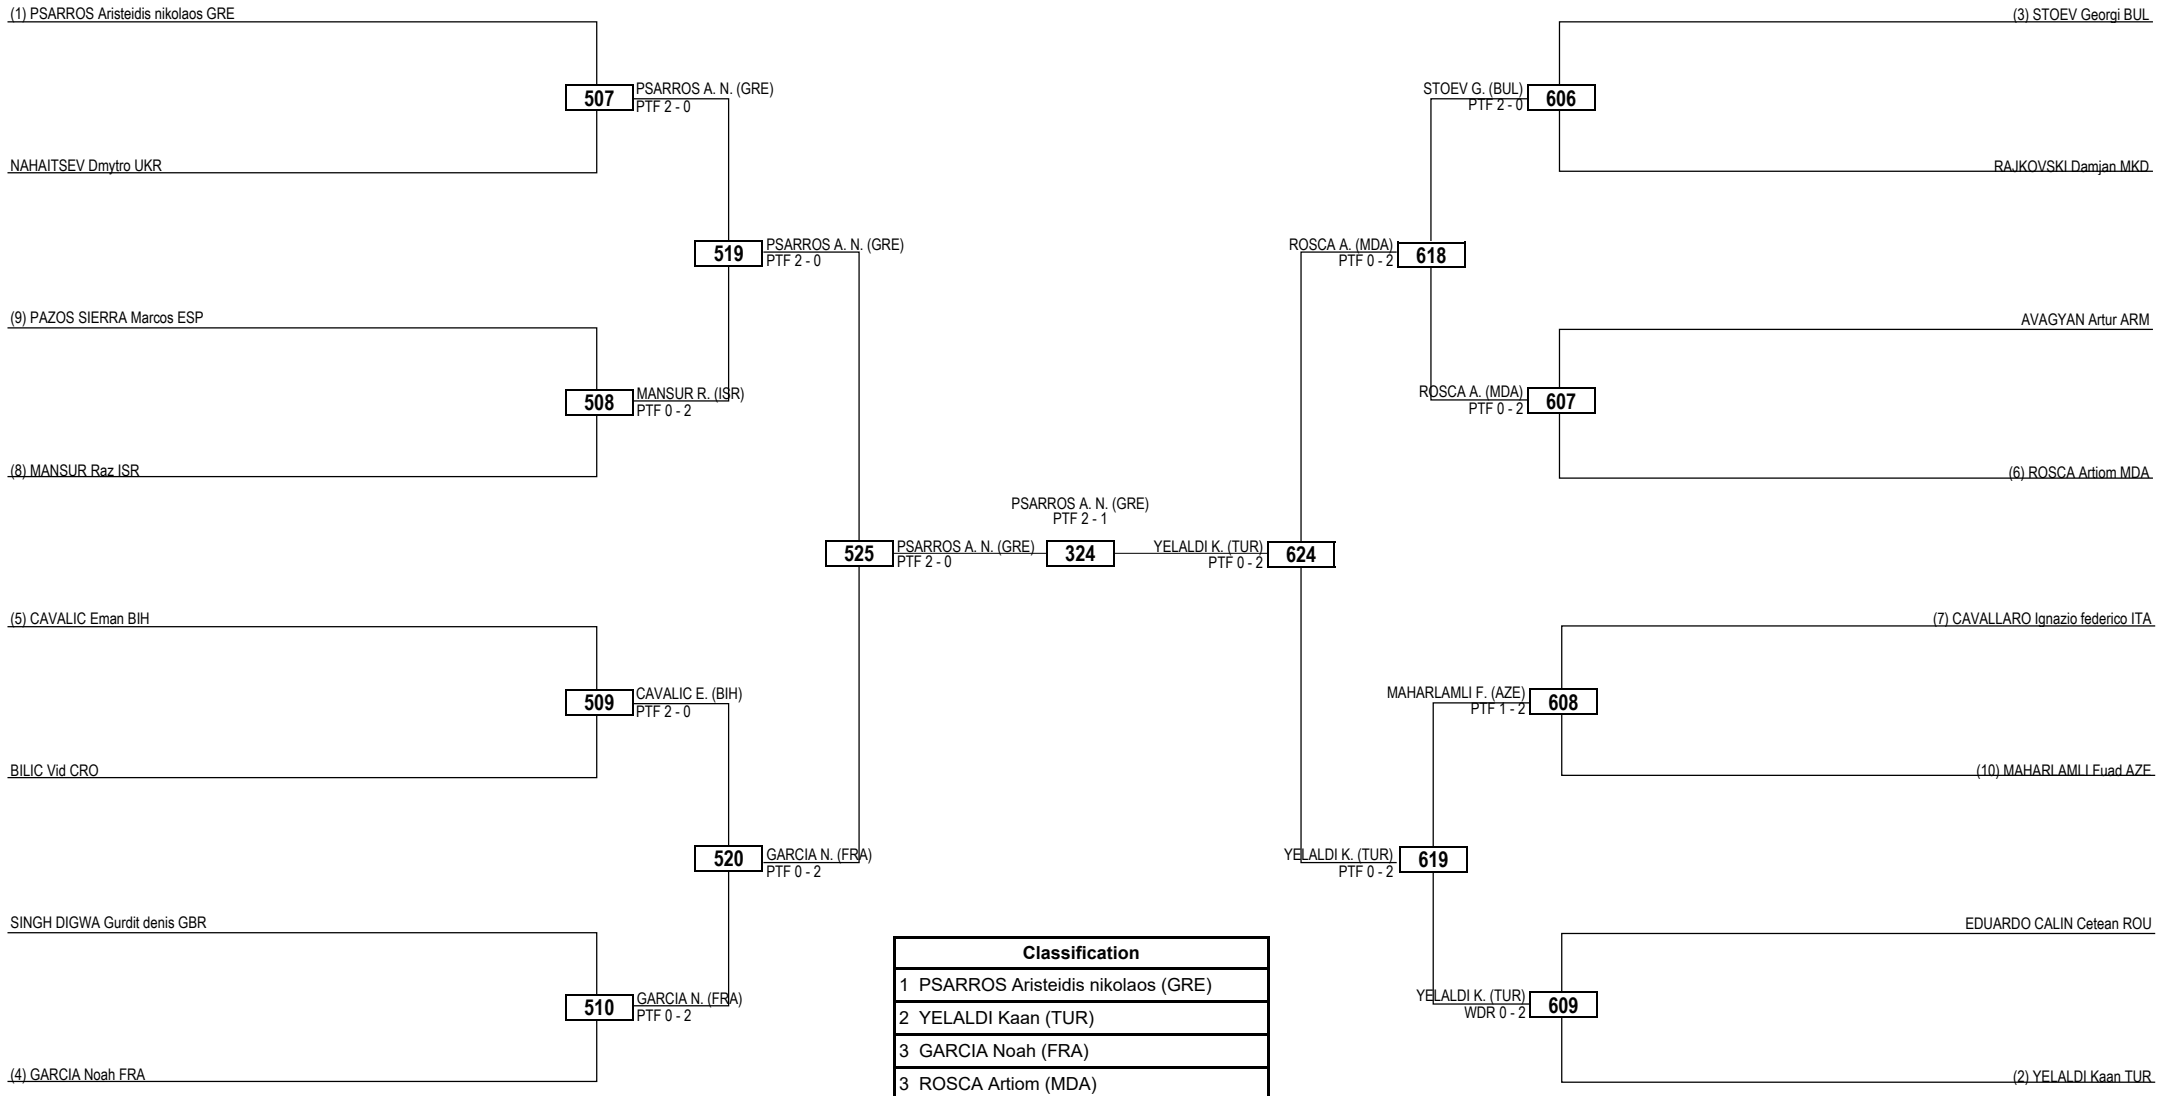 (1) PSARROS Aristeidis nikolaos GRE
507
PSARROS A. N. (GRE)
PTF 2 - 0
NAHAITSEV Dmytro UKR
519
PSARROS A. N. (GRE)
PTF 2 - 0
(9) PAZOS SIERRA Marcos ESP
508
MANSUR R. (ISR)
PTF 0 - 2
(8) MANSUR Raz ISR
525
PSARROS A. N. (GRE)
PTF 2 - 0
(5) CAVALIC Eman BIH
509
CAVALIC E. (BIH)
PTF 2 - 0
BILIC Vid CRO
520
GARCIA N. (FRA)
PTF 0 - 2
SINGH DIGWA Gurdit denis GBR
510
GARCIA N. (FRA)
PTF 0 - 2
(4) GARCIA Noah FRA
PSARROS A. N. (GRE)
PTF 2 - 1
324
(3) STOEV Georgi BUL
STOEV G. (BUL)
PTF 2 - 0
606
RAJKOVSKI Damjan MKD
ROSCA A. (MDA)
PTF 0 - 2
618
AVAGYAN Artur ARM
ROSCA A. (MDA)
PTF 0 - 2
607
(6) ROSCA Artiom MDA
YELALDI K. (TUR)
PTF 0 - 2
624
(7) CAVALLARO Ignazio federico ITA
MAHARLAMLI F. (AZE)
PTF 1 - 2
608
(10) MAHARLAMLI Fuad AZE
YELALDI K. (TUR)
PTF 0 - 2
619
EDUARDO CALIN Cetean ROU
YELALDI K. (TUR)
WDR 0 - 2
609
(2) YELALDI Kaan TUR
Classification
1 PSARROS Aristeidis nikolaos (GRE)
2 YELALDI Kaan (TUR)
3 GARCIA Noah (FRA)
3 ROSCA Artiom (MDA)